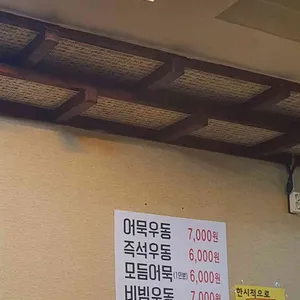 어묵우동 7,000원
즉석우동 6,000원
모듬어묵(1인분) 6,000원
비빔우동 7,000원
한시적으로